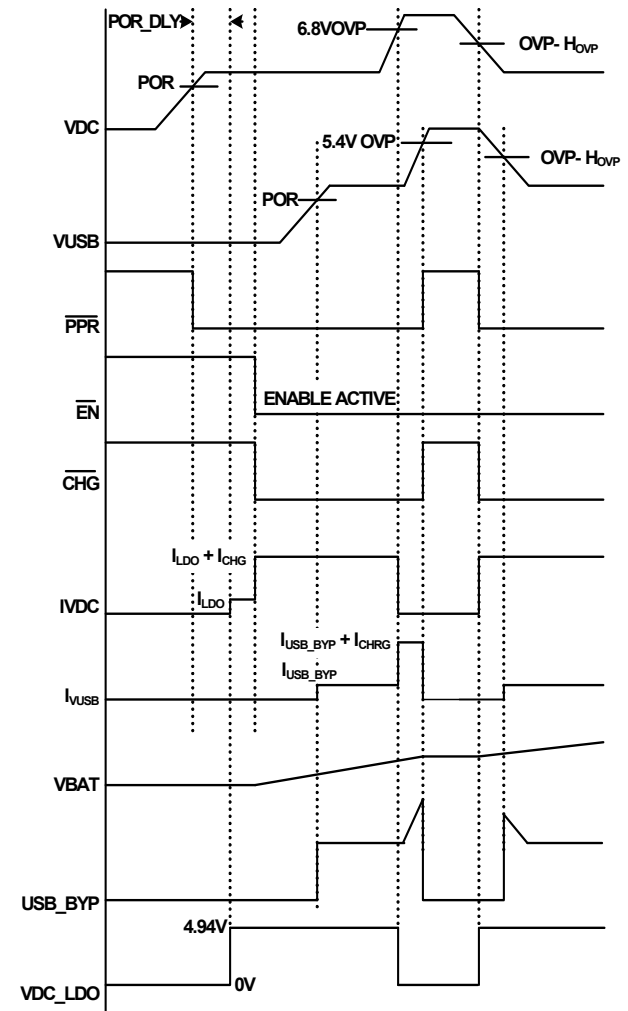 POR_DLY
6.8VOVP
OVP- HOVP
POR
VDC
5.4V OVP
OVP- HOVP
POR
VUSB
PPR
ENABLE ACTIVE
EN
CHG
ILDO + ICHG
ILDO
IVDC
IUSB_BYP + ICHRG
IUSB_BYP
IVUSB
VBAT
USB_BYP
4.94V
0V
VDC_LDO